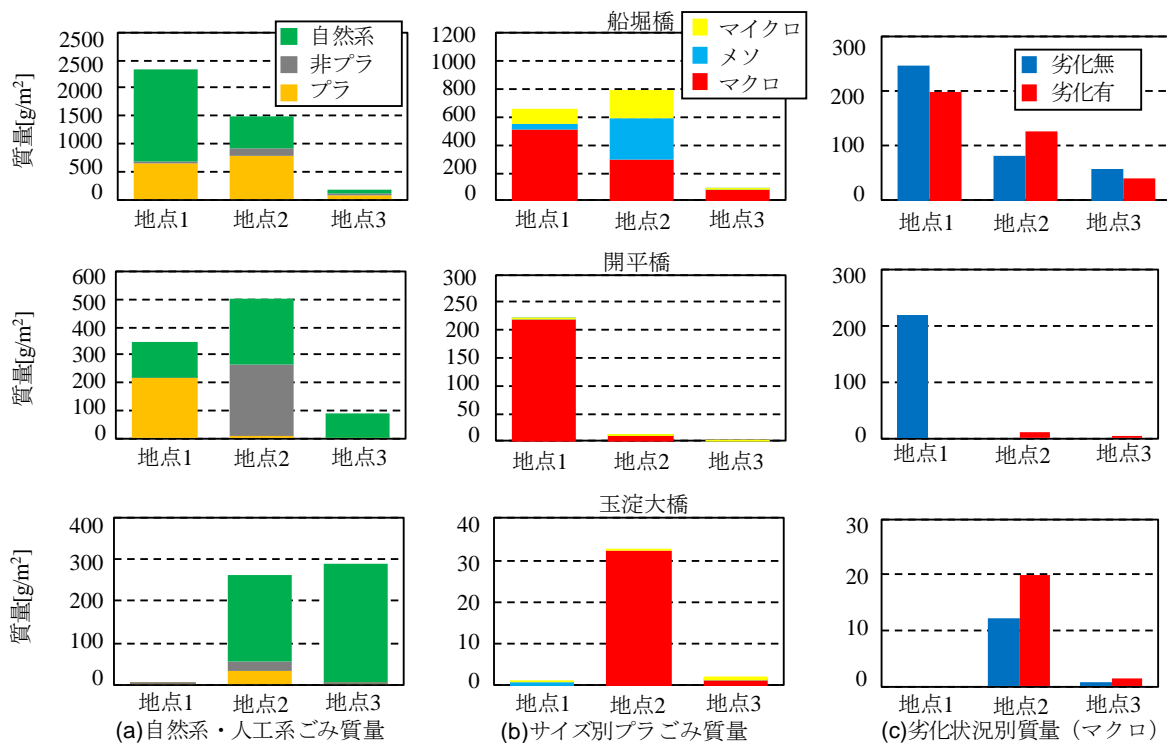 船堀橋
質量[g/m²]
2500
2500
2000
1500
1000
500
0
自然系
非プラ
プラ
地点1 地点2 地点3
1200
1000
800
600
400
200
0
マイクロ
メソ
マクロ
地点1 地点2 地点3
300
200
100
0
劣化無
劣化有
地点1 地点2 地点3
開平橋
質量[g/m²]
600
500
400
300
200
100
0
地点1 地点2 地点3
300
250
200
150
100
50
0
地点1 地点2 地点3
300
200
100
0
地点1 地点2 地点3
玉淀大橋
質量[g/m²]
400
300
200
100
0
地点1 地点2 地点3
40
30
20
10
0
地点1 地点2 地点3
30
20
10
0
地点1 地点2 地点3
(a)自然系・人工系ごみ質量 (b)サイズ別プラごみ質量 (c)劣化状況別質量（マクロ）